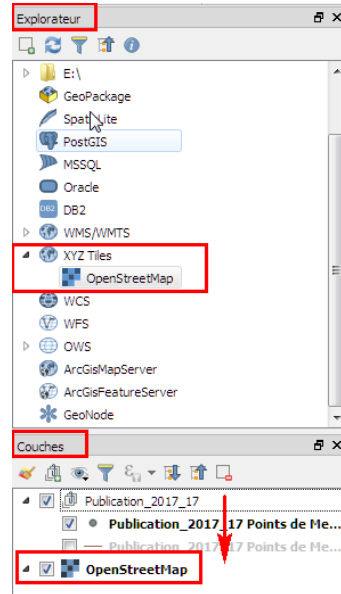 Explorateur
E:\
GeoPackage
SpatiaLite
PostGIS
MSSQL
Oracle
DB2 DB2
WMS/WMTS
XYZ Tiles
OpenStreetMap
WCS
WFS
OWS
ArcGisMapServer
ArcGisFeatureServer
GeoNode
Couches
Publication_2017_17
Publication_2017_17 Points de Me...
Publication_2017_17 Points de Me...
OpenStreetMap